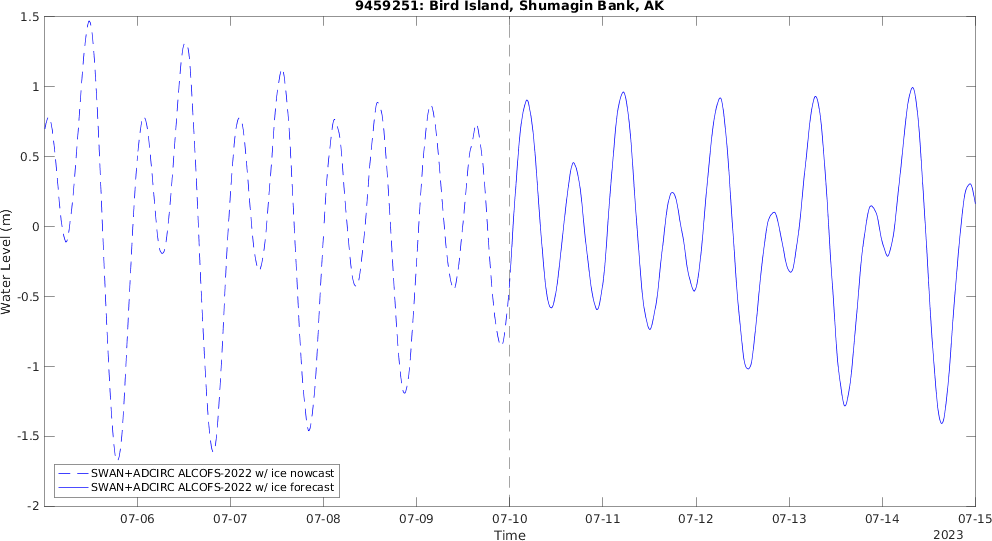 9459251: Bird Island, Shumagin Bank, AK
Water Level (m)
1.5
1
0.5
0
-0.5
-1
-1.5
-2
SWAN+ADCIRC ALCOFS-2022 w/ ice nowcast
SWAN+ADCIRC ALCOFS-2022 w/ ice forecast
07-06 07-07 07-08 07-09 07-10 07-11 07-12 07-13 07-14 07-15
Time
2023